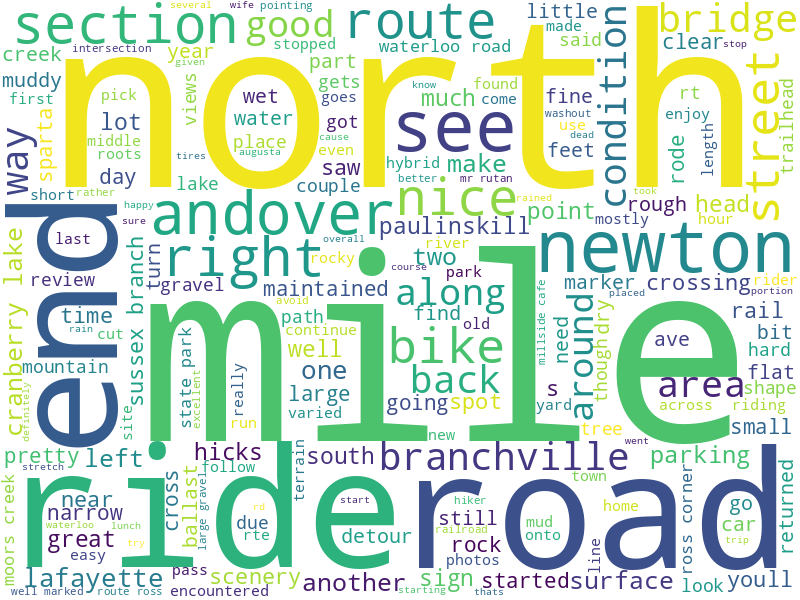 several wife pointing
section good route little bridge
intersection stopped waterloo road made said clear stop
creek year part
given
muddy views gets goes much found fine rt
first pick wet come know washout enjoy
north
way sparta lot water got see use condition rode length street trailhead
middle place cause even hybrid feet dead
roots tires augusta better mr rutan
day lake saw couple make
short rather rained took
happy nice point rough head
sure andover mostly hour
last overall paulinskill
end right river two newton
review turn rocky park crossing rider
cranberry lake sussex branch gravel course marker
time rain maintained along find old millside cafe placed portion
cut avoid path around need though dry rail
mountain continue bike ave bit
site state park well hard
definitely really one back mile flat
excellent large s area shape
run varied going spot yard across riding
tree small
pretty left hicks new went
stretch south branchville parking
follow terrain town
near cross ballast large gravel ride hiker home road ross corner go returned
narrow rd still mud car
waterloo due start line
moors creek great rte detour onto trip
lunch railroad
easy try rock photos
lafayette scenery pass another sign started surface look youll
well marked route ross encountered starting thats